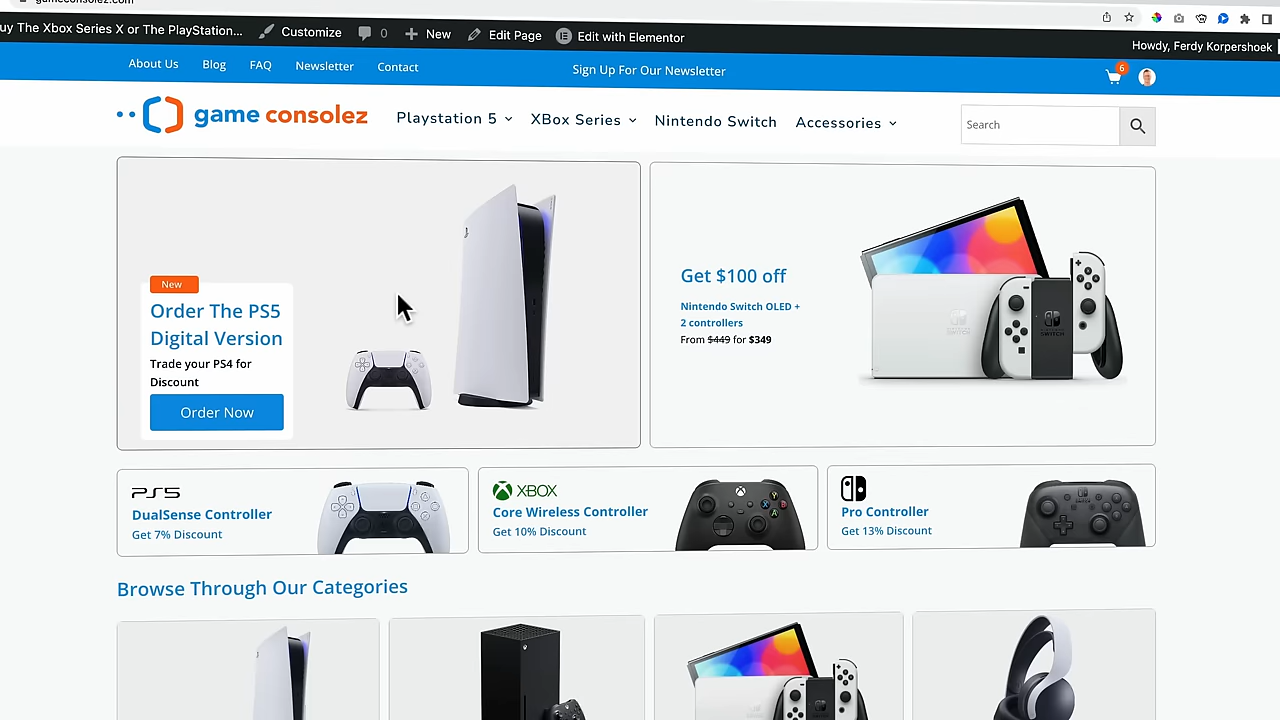 gameconsolez.com
uy The Xbox Series X or The PlayStation...
Customize
0
New
Edit Page
Edit with Elementor
Howdy, Ferdy Korpershoek
About Us
Blog
FAQ
Newsletter
Contact
Sign Up For Our Newsletter
6
game consolez
Playstation 5
XBox Series
Nintendo Switch
Accessories
Search
New
Order The PS5
Digital Version
Trade your PS4 for
Discount
Order Now
Get $100 off
Nintendo Switch OLED +
2 controllers
From $449 for $349
PS5
DualSense Controller
Get 7% Discount
XBOX
Core Wireless Controller
Get 10% Discount
Pro Controller
Get 13% Discount
Browse Through Our Categories